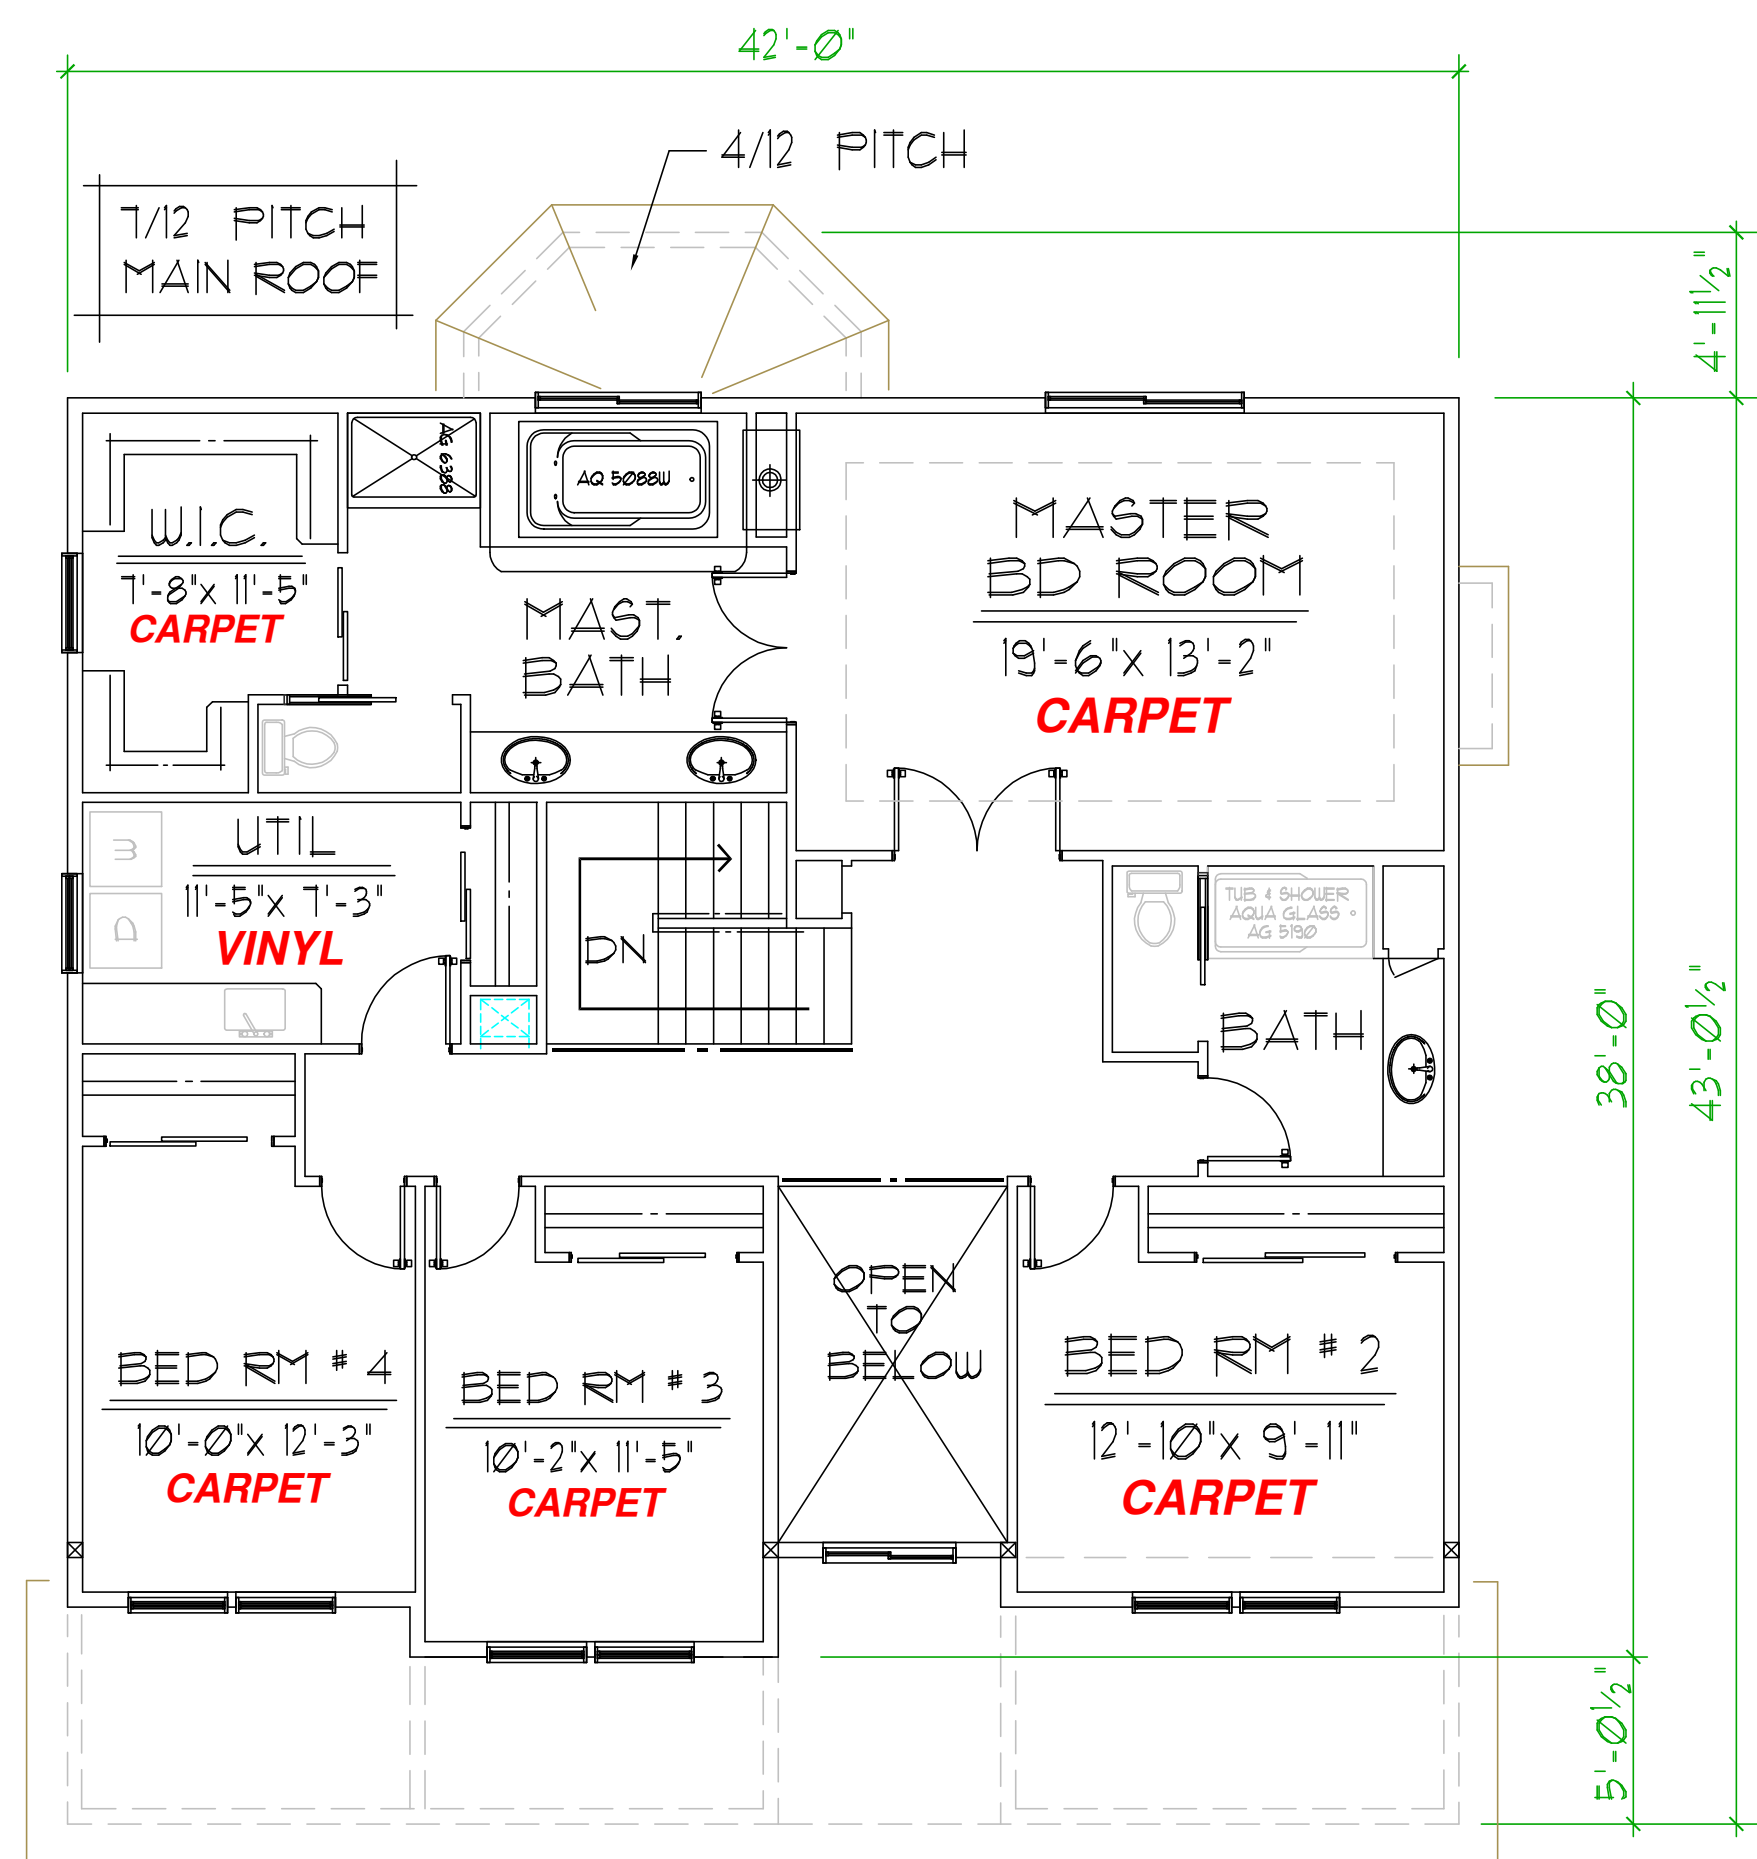 42'-0"
4/12 PITCH
7/12 PITCH
MAIN ROOF
4'-11½"
AG 6388
AQ 5088W
W.I.C.
7'-8"x 11'-5"
CARPET
MAST.
BATH
MASTER
BD ROOM
19'-6"x 13'-2"
CARPET
UTIL
11'-5"x 7'-3"
VINYL
W
D
DN
TUB & SHOWER
AQUA GLASS
AG 5190
BATH
38'-0"
43'-0½"
OPEN
TO
BELOW
BED RM # 4
10'-0"x 12'-3"
CARPET
BED RM # 3
10'-2"x 11'-5"
CARPET
BED RM # 2
12'-10"x 9'-11"
CARPET
5'-0½"